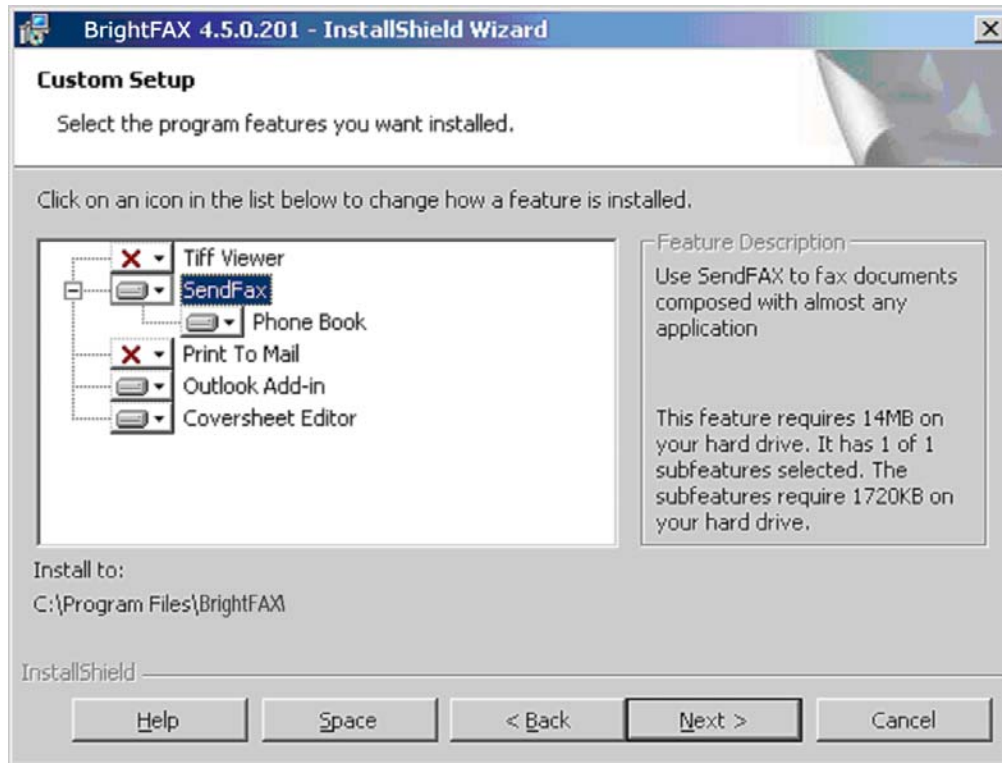 BrightFAX 4.5.0.201 - InstallShield Wizard
Custom Setup
Select the program features you want installed.
Click on an icon in the list below to change how a feature is installed.
Tiff Viewer
SendFax
Phone Book
Print To Mail
Outlook Add-in
Coversheet Editor
Feature Description
Use SendFAX to fax documents
composed with almost any
application
This feature requires 14MB on
your hard drive. It has 1 of 1
subfeatures selected. The
subfeatures require 1720KB on
your hard drive.
Install to:
C:\Program Files\BrightFAX\
InstallShield
Help
Space
< Back
Next >
Cancel